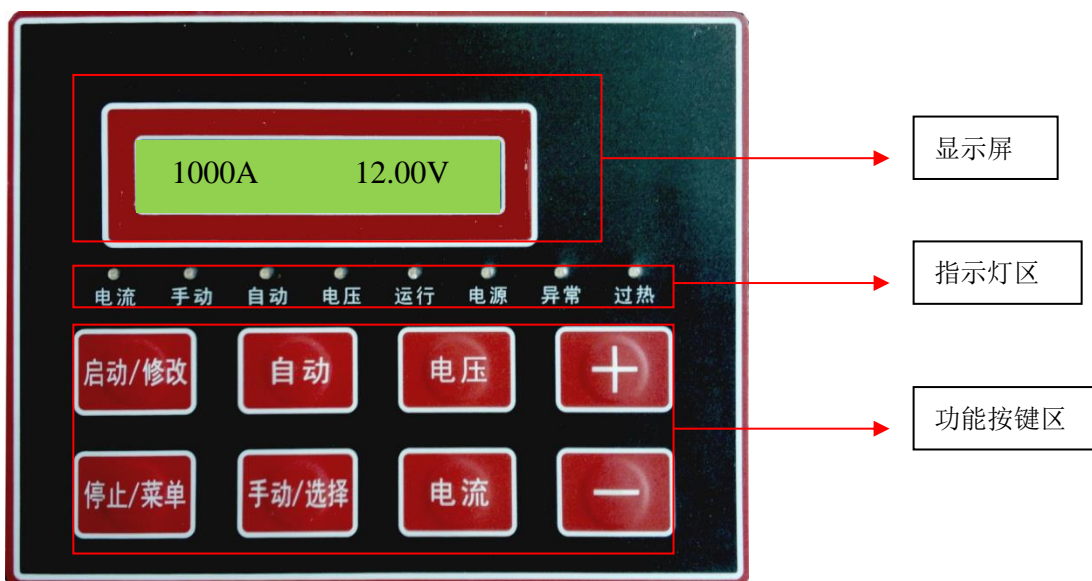 1000A 12.00V
显示屏
电流 手动 自动 电压 运行 电源 异常 过热
指示灯区
启动/修改 自动 电压 +
功能按键区
停止/菜单 手动/选择 电流 −